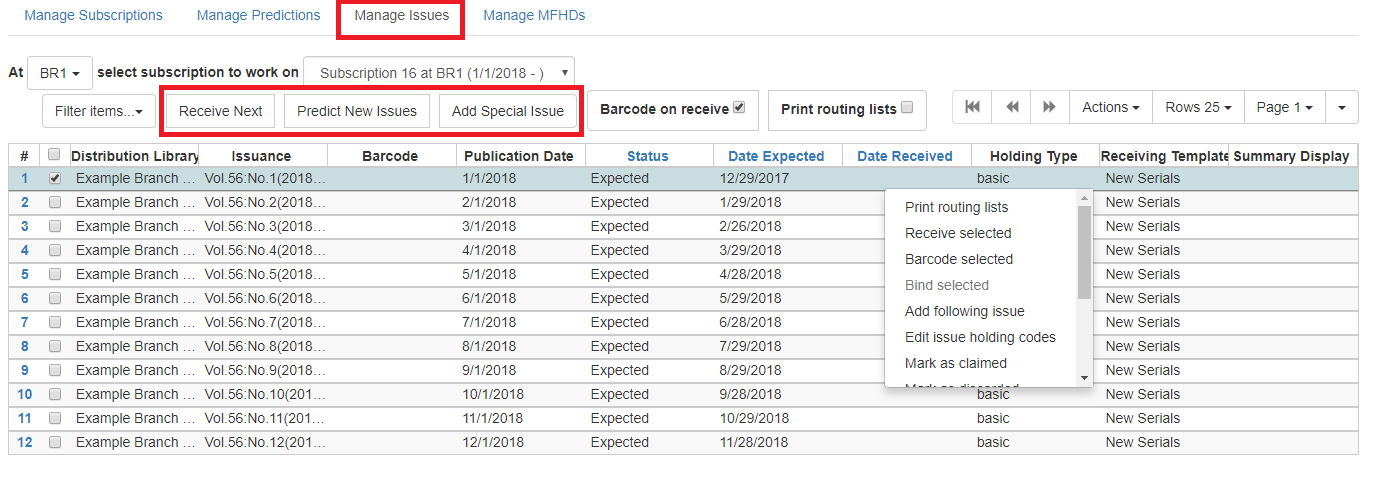 Manage Subscriptions Manage Predictions Manage Issues Manage MFHDs
At BR1 select subscription to work on Subscription 16 at BR1 (1/1/2018 - )
Filter items... Receive Next Predict New Issues Add Special Issue Barcode on receive Print routing lists Actions Rows 25 Page 1
# Distribution Library Issuance Barcode Publication Date Status Date Expected Date Received Holding Type Receiving Template Summary Display
1 Example Branch ... Vol.56:No.1(2018... 1/1/2018 Expected 12/29/2017 basic New Serials
2 Example Branch ... Vol.56:No.2(2018... 2/1/2018 Expected 1/29/2018 New Serials
3 Example Branch ... Vol.56:No.3(2018... 3/1/2018 Expected 2/26/2018 New Serials
4 Example Branch ... Vol.56:No.4(2018... 4/1/2018 Expected 3/29/2018 New Serials
5 Example Branch ... Vol.56:No.5(2018... 5/1/2018 Expected 4/28/2018 New Serials
6 Example Branch ... Vol.56:No.6(2018... 6/1/2018 Expected 5/29/2018 New Serials
7 Example Branch ... Vol.56:No.7(2018... 7/1/2018 Expected 6/28/2018 New Serials
8 Example Branch ... Vol.56:No.8(2018... 8/1/2018 Expected 7/29/2018 New Serials
9 Example Branch ... Vol.56:No.9(2018... 9/1/2018 Expected 8/29/2018 New Serials
10 Example Branch ... Vol.56:No.10(201... 10/1/2018 Expected 9/28/2018 basic New Serials
11 Example Branch ... Vol.56:No.11(201... 11/1/2018 Expected 10/29/2018 basic New Serials
12 Example Branch ... Vol.56:No.12(201... 12/1/2018 Expected 11/28/2018 basic New Serials
Print routing lists
Receive selected
Barcode selected
Bind selected
Add following issue
Edit issue holding codes
Mark as claimed
Mark as discarded